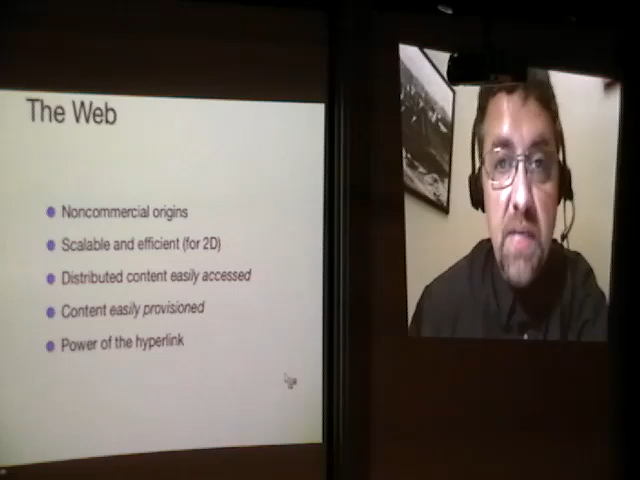 The Web
Noncommercial origins
Scalable and efficient (for 2D)
Distributed content easily accessed
Content easily provisioned
Power of the hyperlink